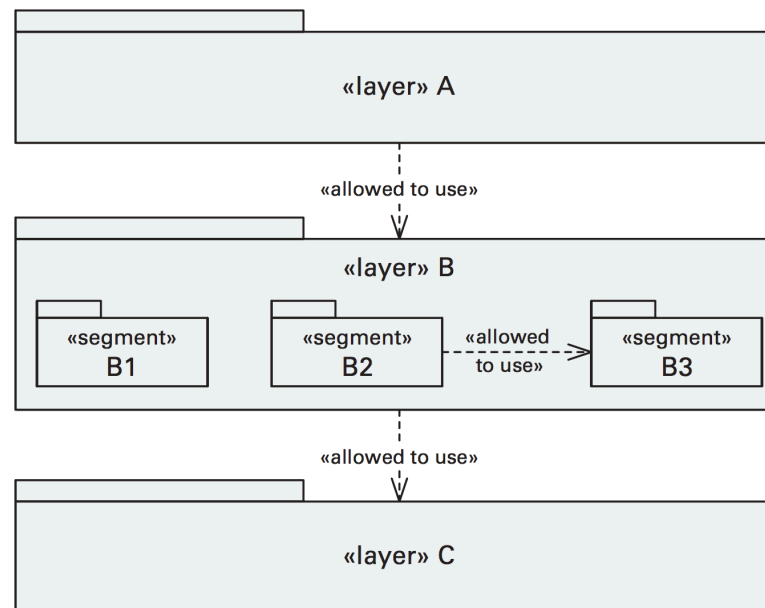 «layer» A
«allowed to use»
«layer» B
«segment»
B1
«segment»
B2
«allowed
to use»
«segment»
B3
«allowed to use»
«layer» C